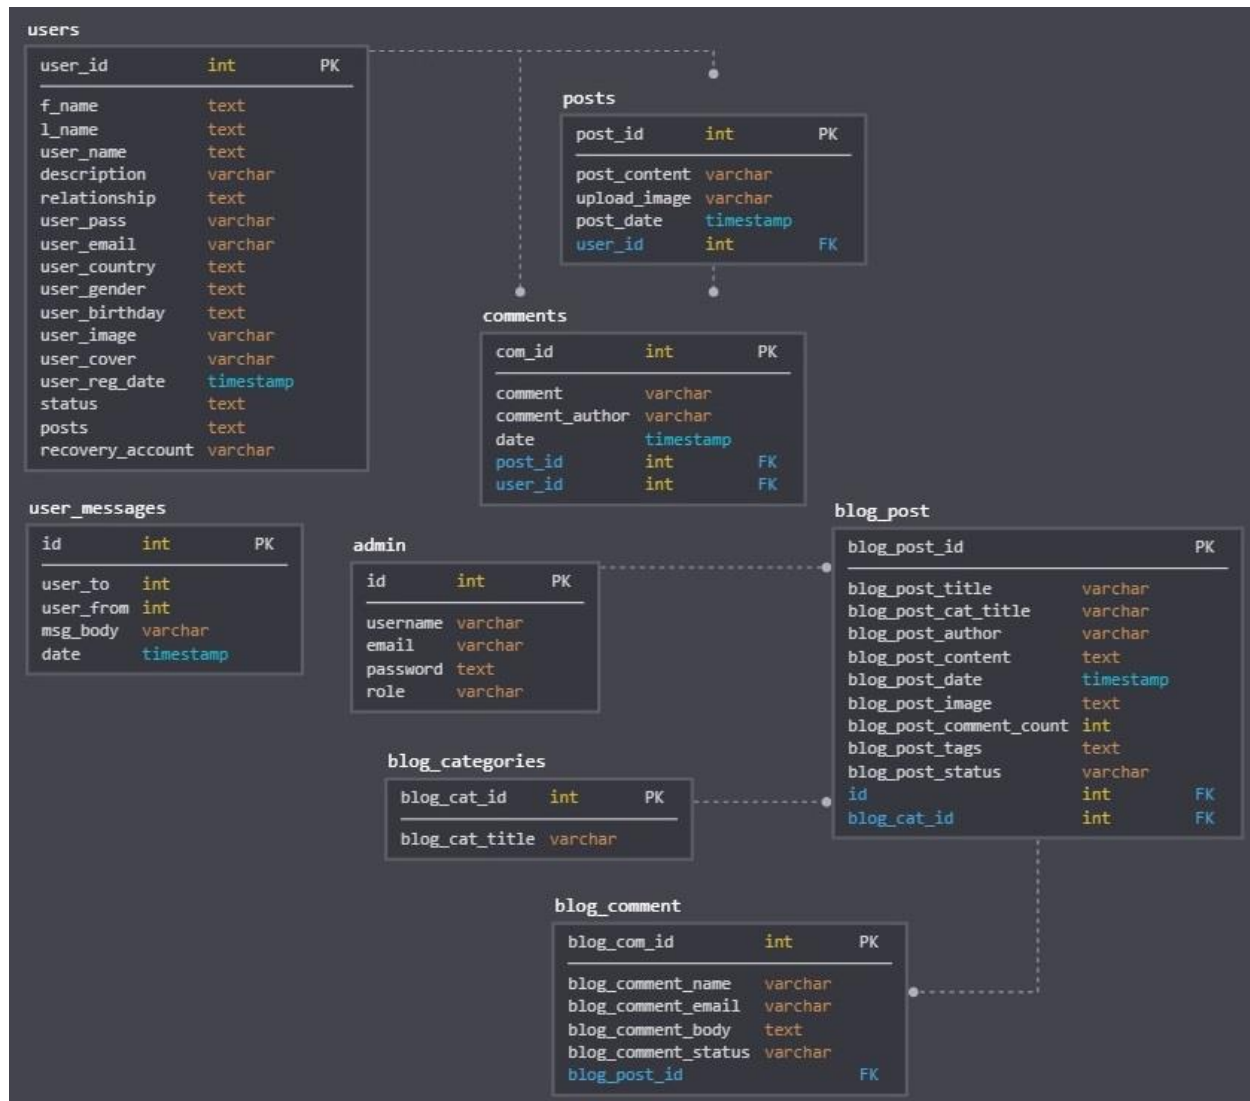 users
user_id int PK
f_name text
l_name text
user_name text
description varchar
relationship text
user_pass varchar
user_email varchar
user_country text
user_gender text
user_birthday text
user_image varchar
user_cover varchar
user_reg_date timestamp
status text
posts text
recovery_account varchar
posts
post_id int PK
post_content varchar
upload_image varchar
post_date timestamp
user_id int FK
comments
com_id int PK
comment varchar
comment_author varchar
date timestamp
post_id int FK
user_id int FK
user_messages
id int PK
user_to int
user_from int
msg_body varchar
date timestamp
admin
id int PK
username varchar
email varchar
password text
role varchar
blog_post
blog_post_id PK
blog_post_title varchar
blog_post_cat_title varchar
blog_post_author varchar
blog_post_content text
blog_post_date timestamp
blog_post_image text
blog_post_comment_count int
blog_post_tags text
blog_post_status varchar
id int FK
blog_cat_id int FK
blog_categories
blog_cat_id int PK
blog_cat_title varchar
blog_comment
blog_com_id int PK
blog_comment_name varchar
blog_comment_email varchar
blog_comment_body text
blog_comment_status varchar
blog_post_id FK